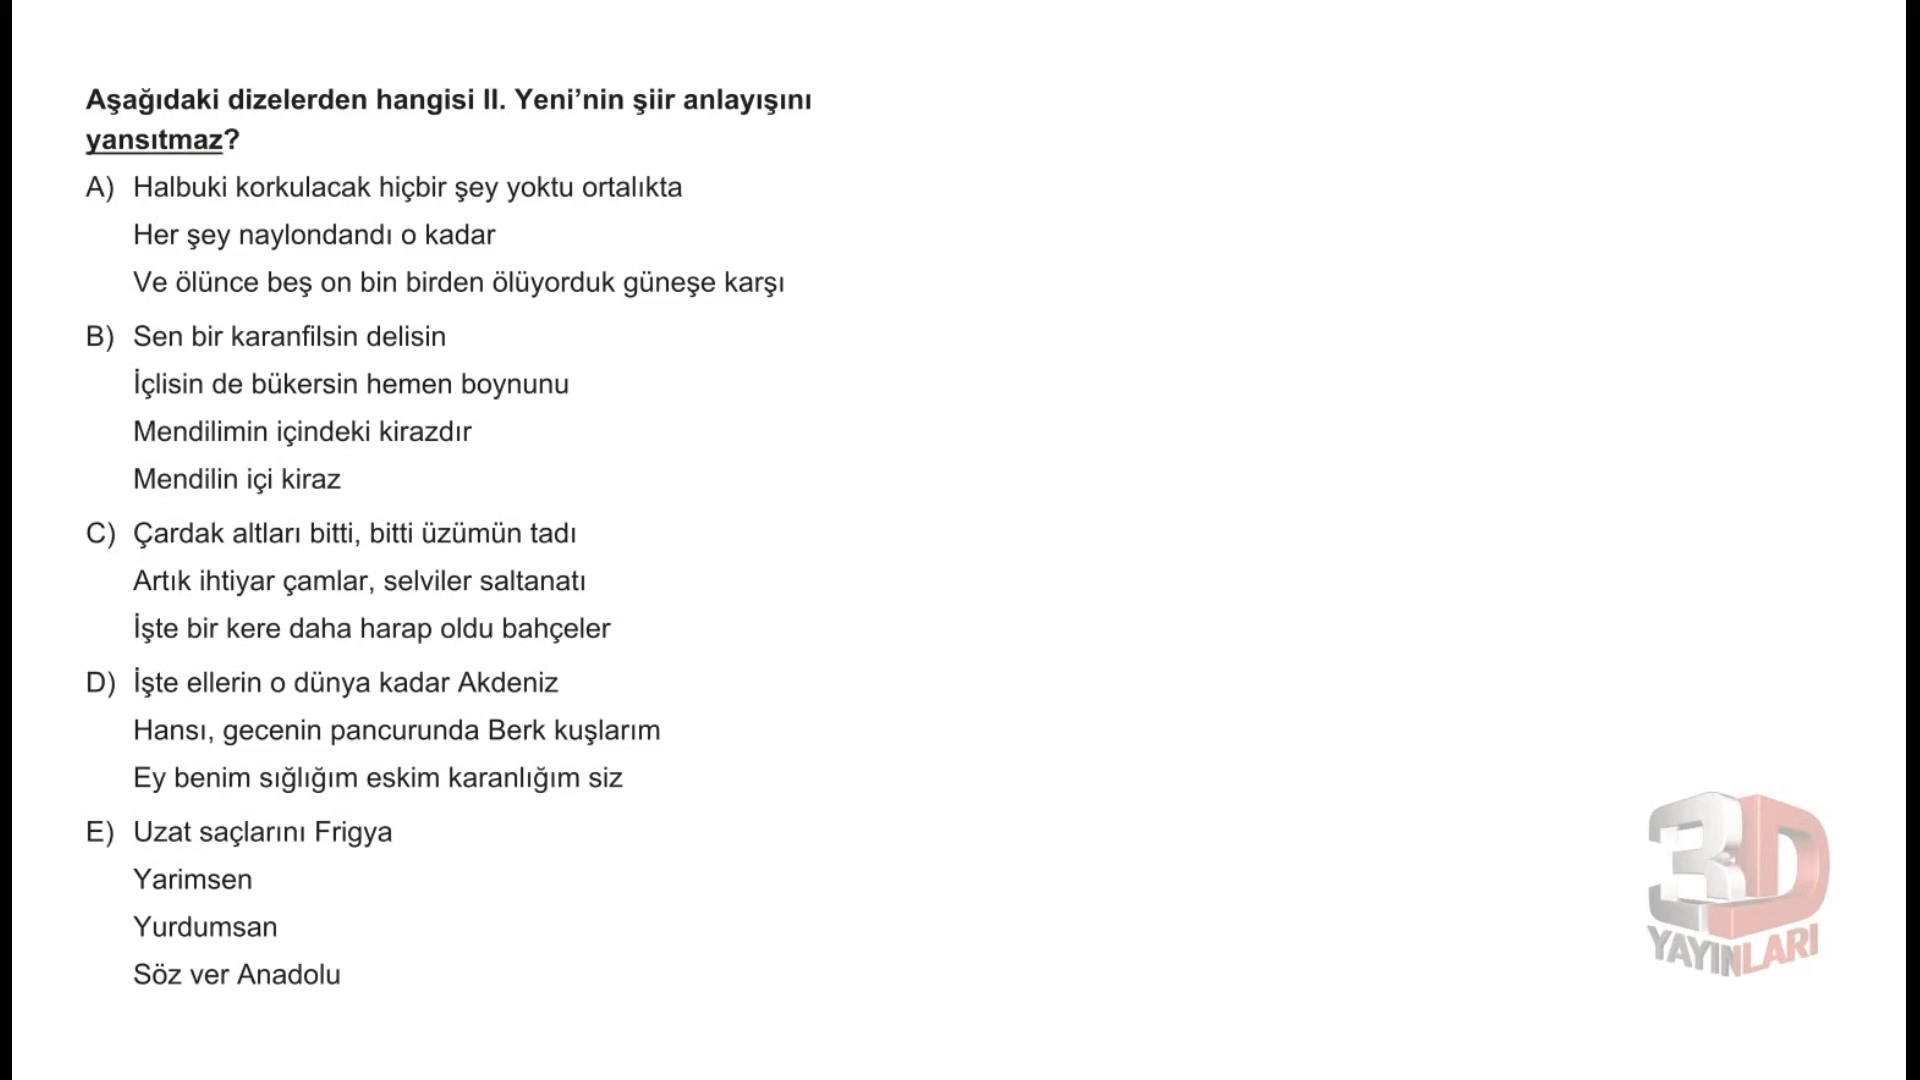 Aşağıdaki dizelerden hangisi II. Yeni’nin şiir anlayışını
yansıtmaz?
A) Halbuki korkulacak hiçbir şey yoktu ortalıkta
Her şey naylondandı o kadar
Ve ölünce beş on bin birden ölüyorduk güneşe karşı
B) Sen bir karanfilsin delisin
İçlisin de bükersin hemen boynunu
Mendilimin içindeki kirazdır
Mendilin içi kiraz
C) Çardak altları bitti, bitti üzümün tadı
Artık ihtiyar çamlar, selviler saltanatı
İşte bir kere daha harap oldu bahçeler
D) İşte ellerin o dünya kadar Akdeniz
Hansı, gecenin pancurunda Berk kuşlarım
Ey benim sığlığım eskim karanlığım siz
E) Uzat saçlarını Frigya
Yarimsen
Yurdumsan
Söz ver Anadolu
3D
YAYINLARI